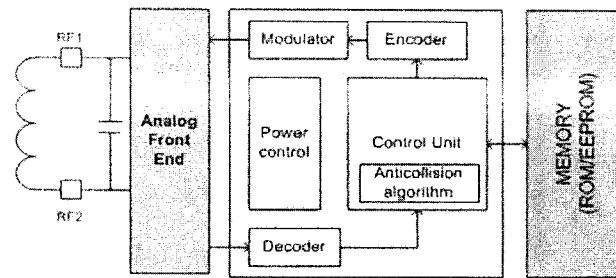 RF1
Modulator
Encoder
Analog
Front
End
Power
control
Control Unit
Anticollision
algorithm
MEMORY
(ROM/EEPROM)
RF2
Decoder